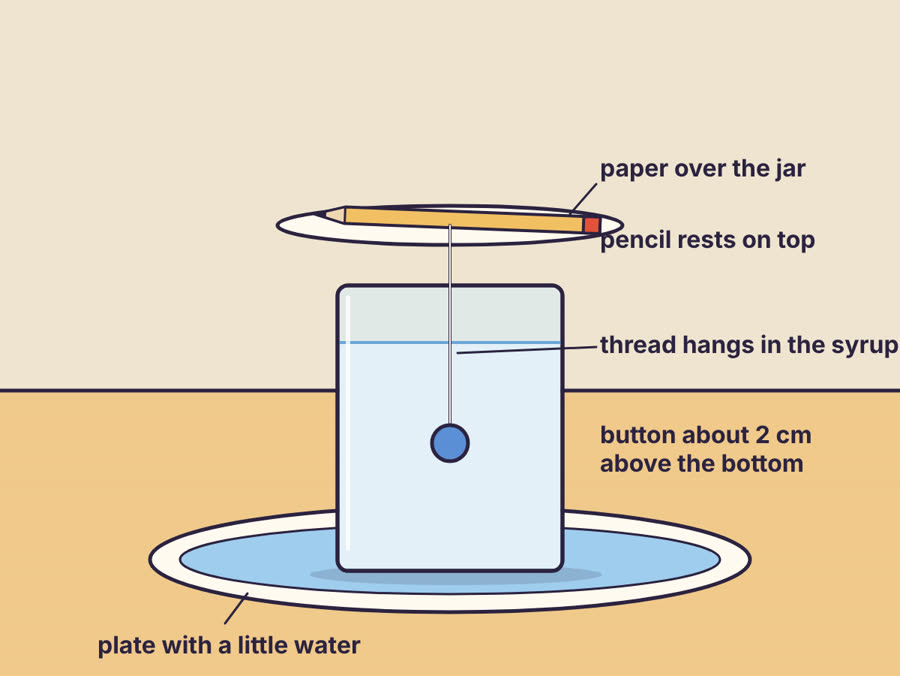 paper over the jar
pencil rests on top
thread hangs in the syrup
button about 2 cm
above the bottom
plate with a little water